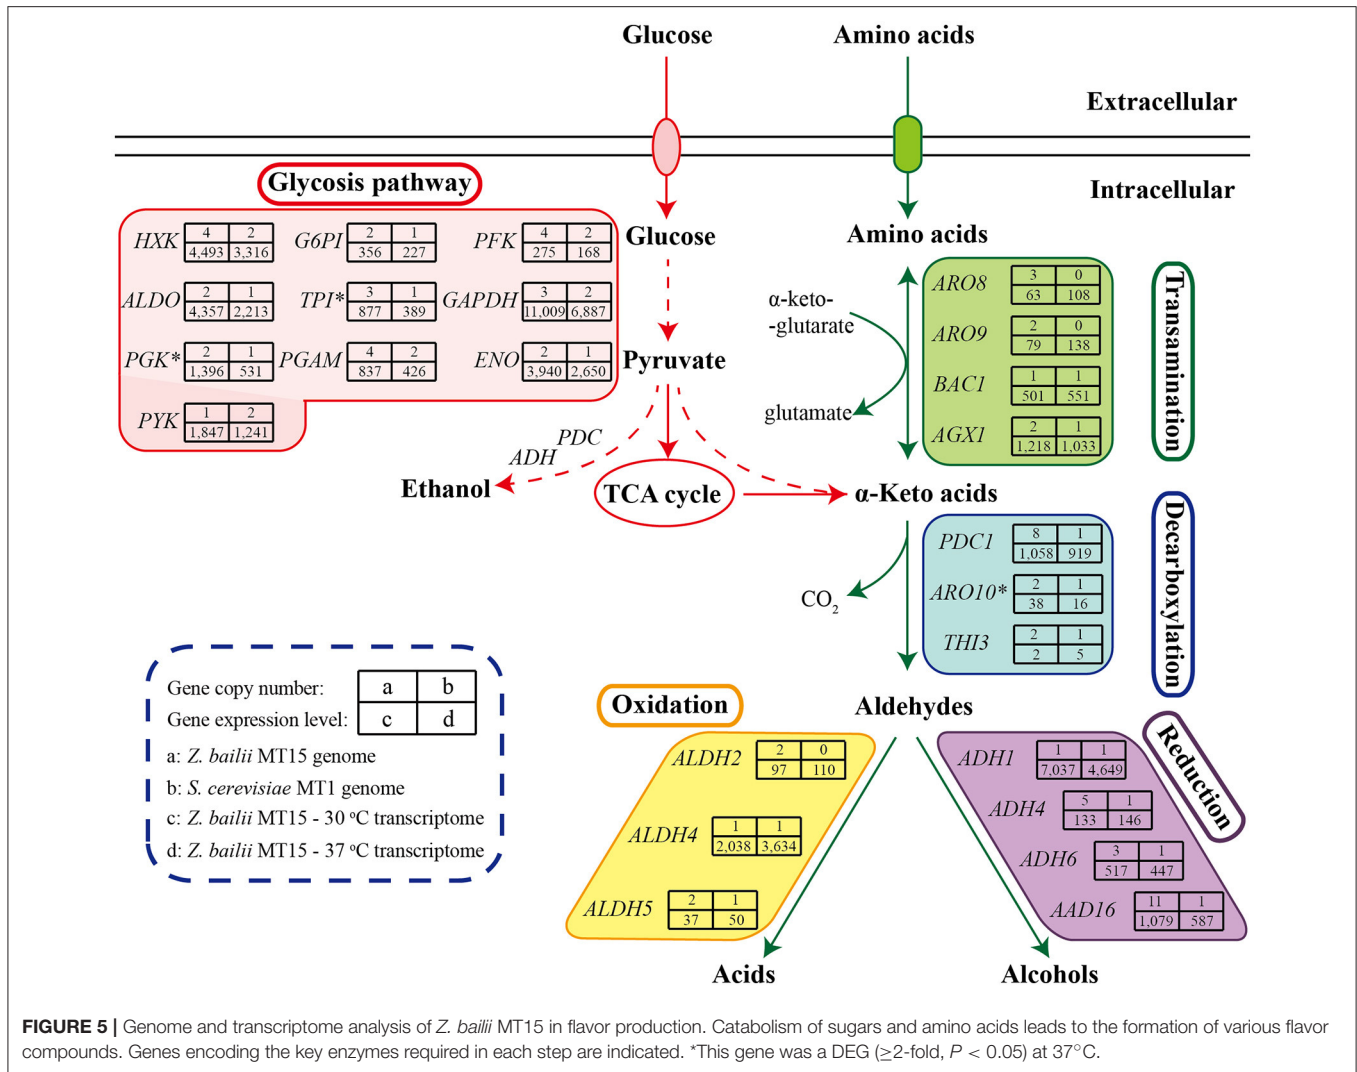 Glucose
Amino acids
Extracellular
Intracellular
Glycosis pathway
HXK 4 2 4,493 3,316
G6PI 2 1 356 227
PFK 4 2 275 168
ALDO 2 1 4,357 2,213
TPI* 3 1 877 389
GAPDH 3 2 11,009 6,887
PGK* 2 1 1,396 531
PGAM 4 2 837 426
ENO 2 1 3,940 2,650
PYK 1 2 1,847 1,241
Glucose
Pyruvate
PDC
ADH
Ethanol
TCA cycle
Amino acids
α-keto-
-glutarate
glutamate
ARO8 3 0 63 108
ARO9 2 0 79 138
BAC1 1 1 501 551
AGX1 2 1 1,218 1,033
Transamination
α-Keto acids
CO2
PDC1 8 1 1,058 919
ARO10* 2 1 38 16
THI3 2 1 2 5
Decarboxylation
Aldehydes
Oxidation
ALDH2 2 0 97 110
ALDH4 1 1 2,038 3,634
ALDH5 2 1 37 50
Acids
Reduction
ADH1 1 1 7,037 4,649
ADH4 5 1 133 146
ADH6 3 1 517 447
AAD16 11 1 1,079 587
Alcohols
Gene copy number: a b
Gene expression level: c d
a: Z. bailii MT15 genome
b: S. cerevisiae MT1 genome
c: Z. bailii MT15 - 30 °C transcriptome
d: Z. bailii MT15 - 37 °C transcriptome
FIGURE 5 | Genome and transcriptome analysis of Z. bailii MT15 in flavor production. Catabolism of sugars and amino acids leads to the formation of various flavor
compounds. Genes encoding the key enzymes required in each step are indicated. *This gene was a DEG (≥2-fold, P < 0.05) at 37°C.